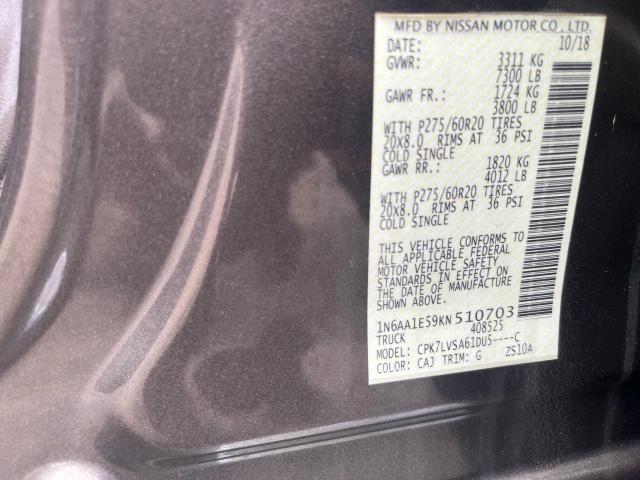 MFD BY NISSAN MOTOR CO., LTD.
DATE: 10/18
GVWR: 3311 KG
7300 LB
GAWR FR.: 1724 KG
3800 LB
WITH P275/60R20 TIRES
20X8.0 RIMS AT 36 PSI
COLD SINGLE
GAWR RR.: 1820 KG
4012 LB
WITH P275/60R20 TIRES
20X8.0 RIMS AT 36 PSI
COLD SINGLE
THIS VEHICLE CONFORMS TO
ALL APPLICABLE FEDERAL
MOTOR VEHICLE SAFETY
STANDARDS IN EFFECT ON
THE DATE OF MANUFACTURE
SHOWN ABOVE.
1N6AA1E59KN510703
TRUCK 408525
MODEL: CPK7LVSA61DU5----C
COLOR: CAJ TRIM: G ZS10A